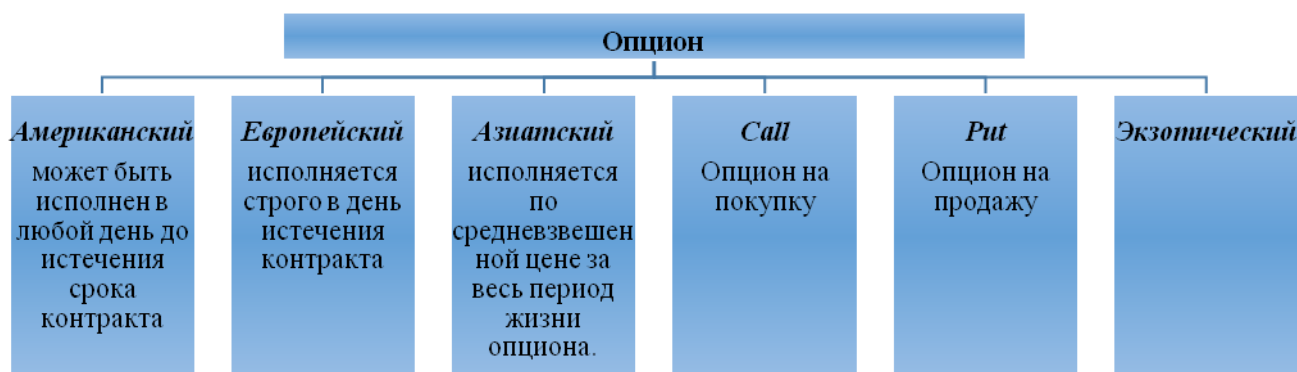 Опцион
Американский
может быть
исполнен в
любой день до
истечения
срока
контракта
Европейский
исполняется
строго в день
истечения
контракта
Азиатский
исполняется
по
средневзвешен
ной цене за
весь период
жизни
опциона.
Call
Опцион на
покупку
Put
Опцион на
продажу
Экзотический